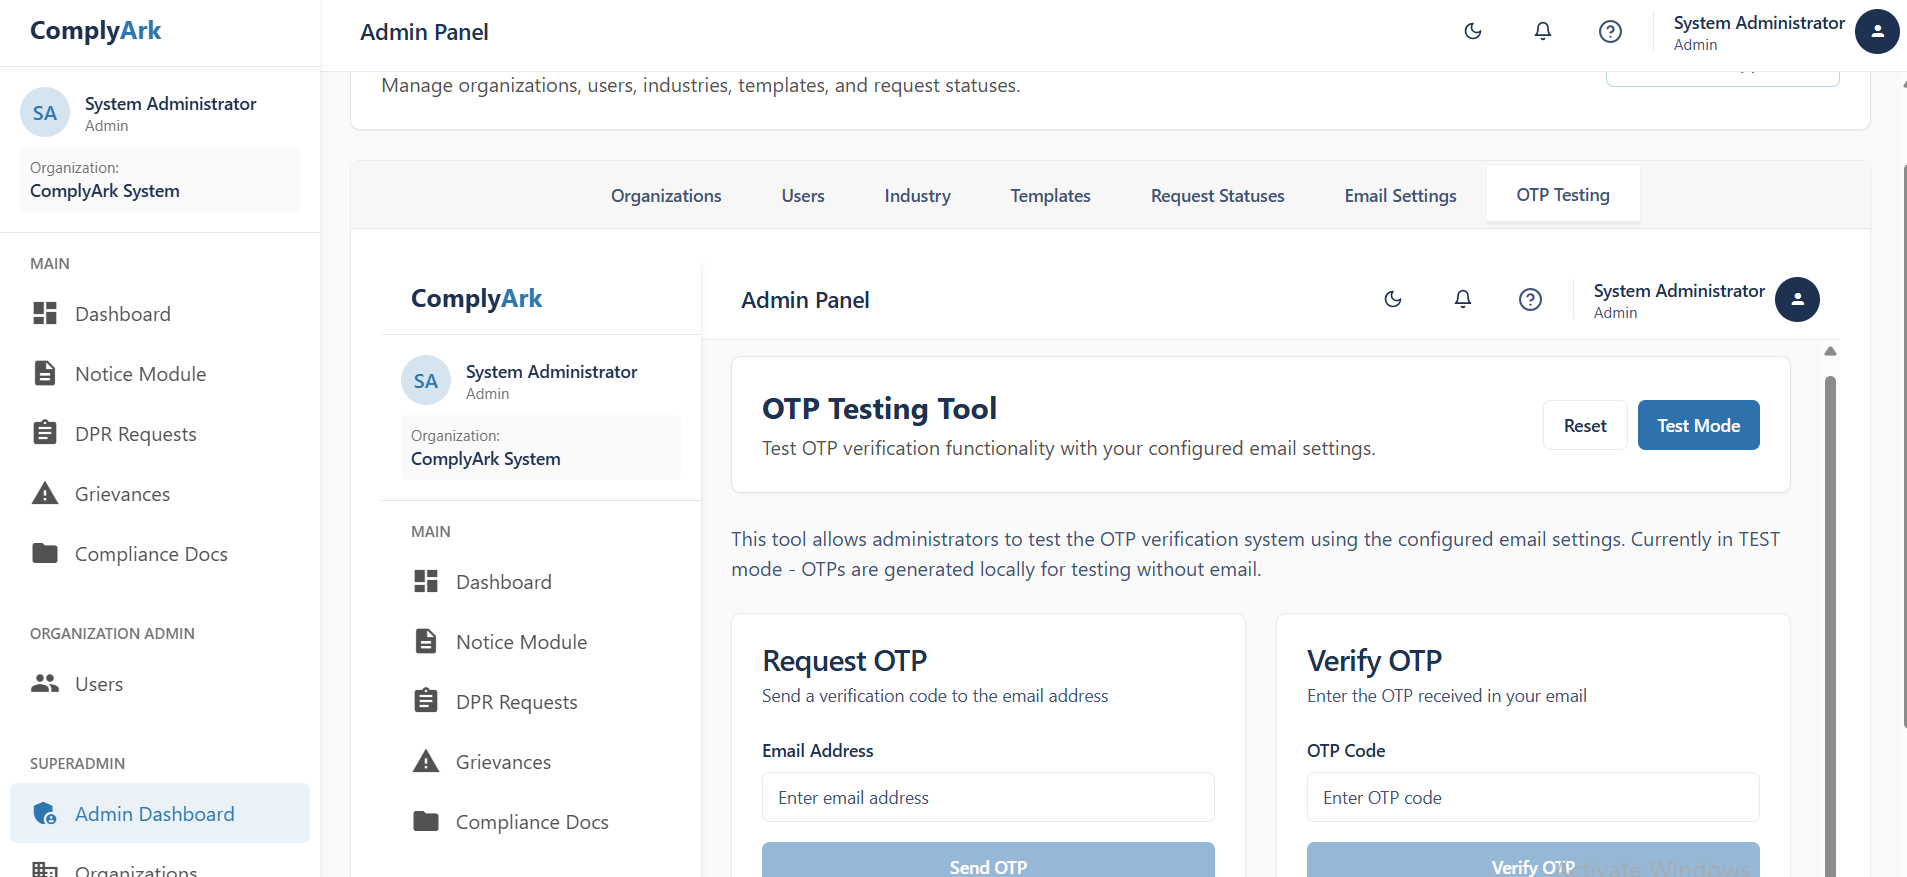 ComplyArk
SA
System Administrator
Admin
Organization:
ComplyArk System
MAIN
Dashboard
Notice Module
DPR Requests
Grievances
Compliance Docs
ORGANIZATION ADMIN
Users
SUPERADMIN
Admin Dashboard
Organizations
Admin Panel
System Administrator
Admin
Manage organizations, users, industries, templates, and request statuses.
Organizations Users Industry Templates Request Statuses Email Settings OTP Testing
ComplyArk
SA
System Administrator
Admin
Organization:
ComplyArk System
MAIN
Dashboard
Notice Module
DPR Requests
Grievances
Compliance Docs
Admin Panel
System Administrator
Admin
OTP Testing Tool
Test OTP verification functionality with your configured email settings.
Reset
Test Mode
This tool allows administrators to test the OTP verification system using the configured email settings. Currently in TEST
mode - OTPs are generated locally for testing without email.
Request OTP
Send a verification code to the email address
Email Address
Enter email address
Send OTP
Verify OTP
Enter the OTP received in your email
OTP Code
Enter OTP code
Verify OTP
Activate Windows